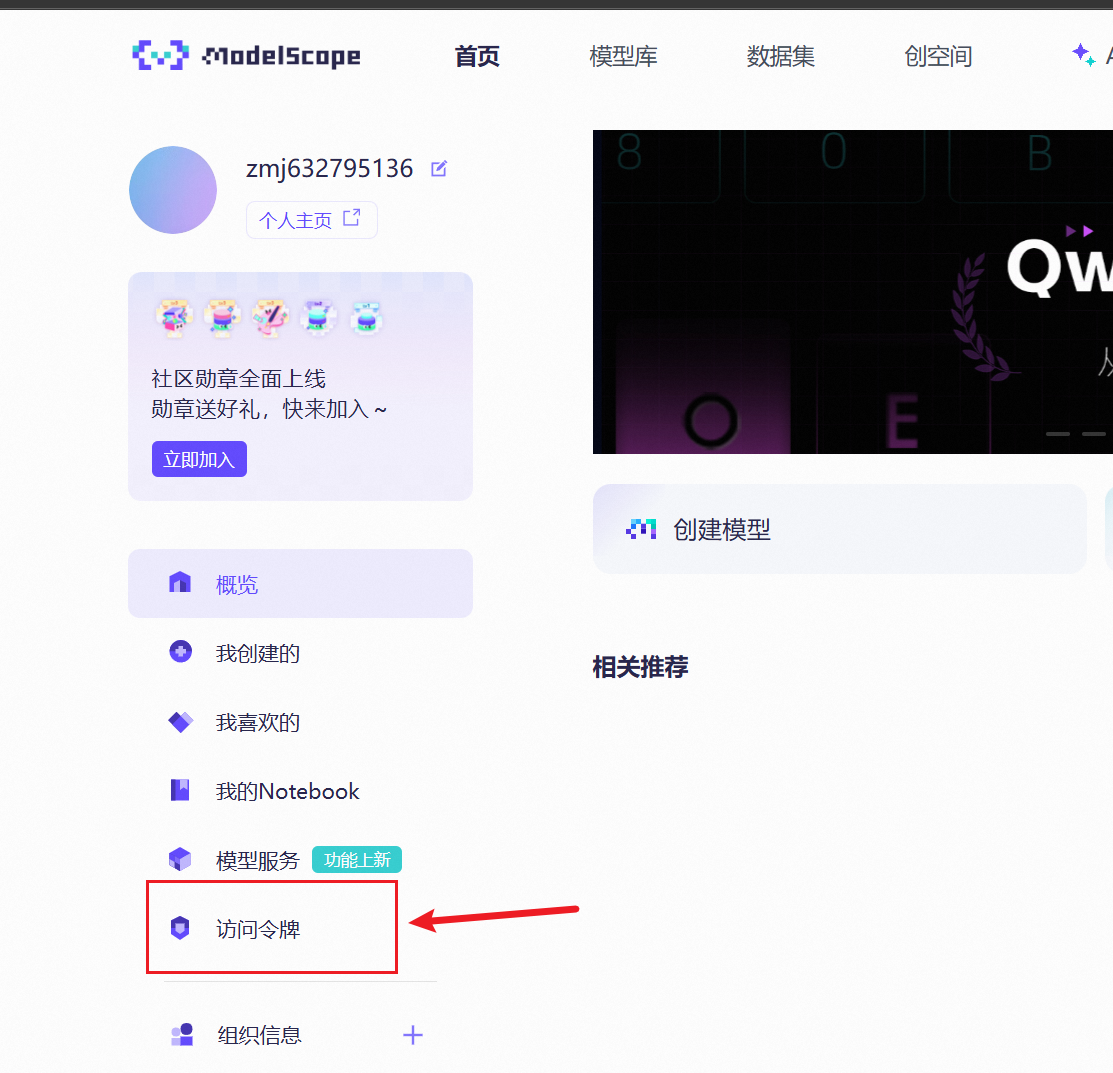 ModelScope
首页
模型库
数据集
创空间
zmj632795136
个人主页
社区勋章全面上线
勋章送好礼，快来加入 ~
立即加入
8
0
B
Qw
O
E
创建模型
相关推荐
概览
我创建的
我喜欢的
我的Notebook
模型服务 功能上新
访问令牌
组织信息